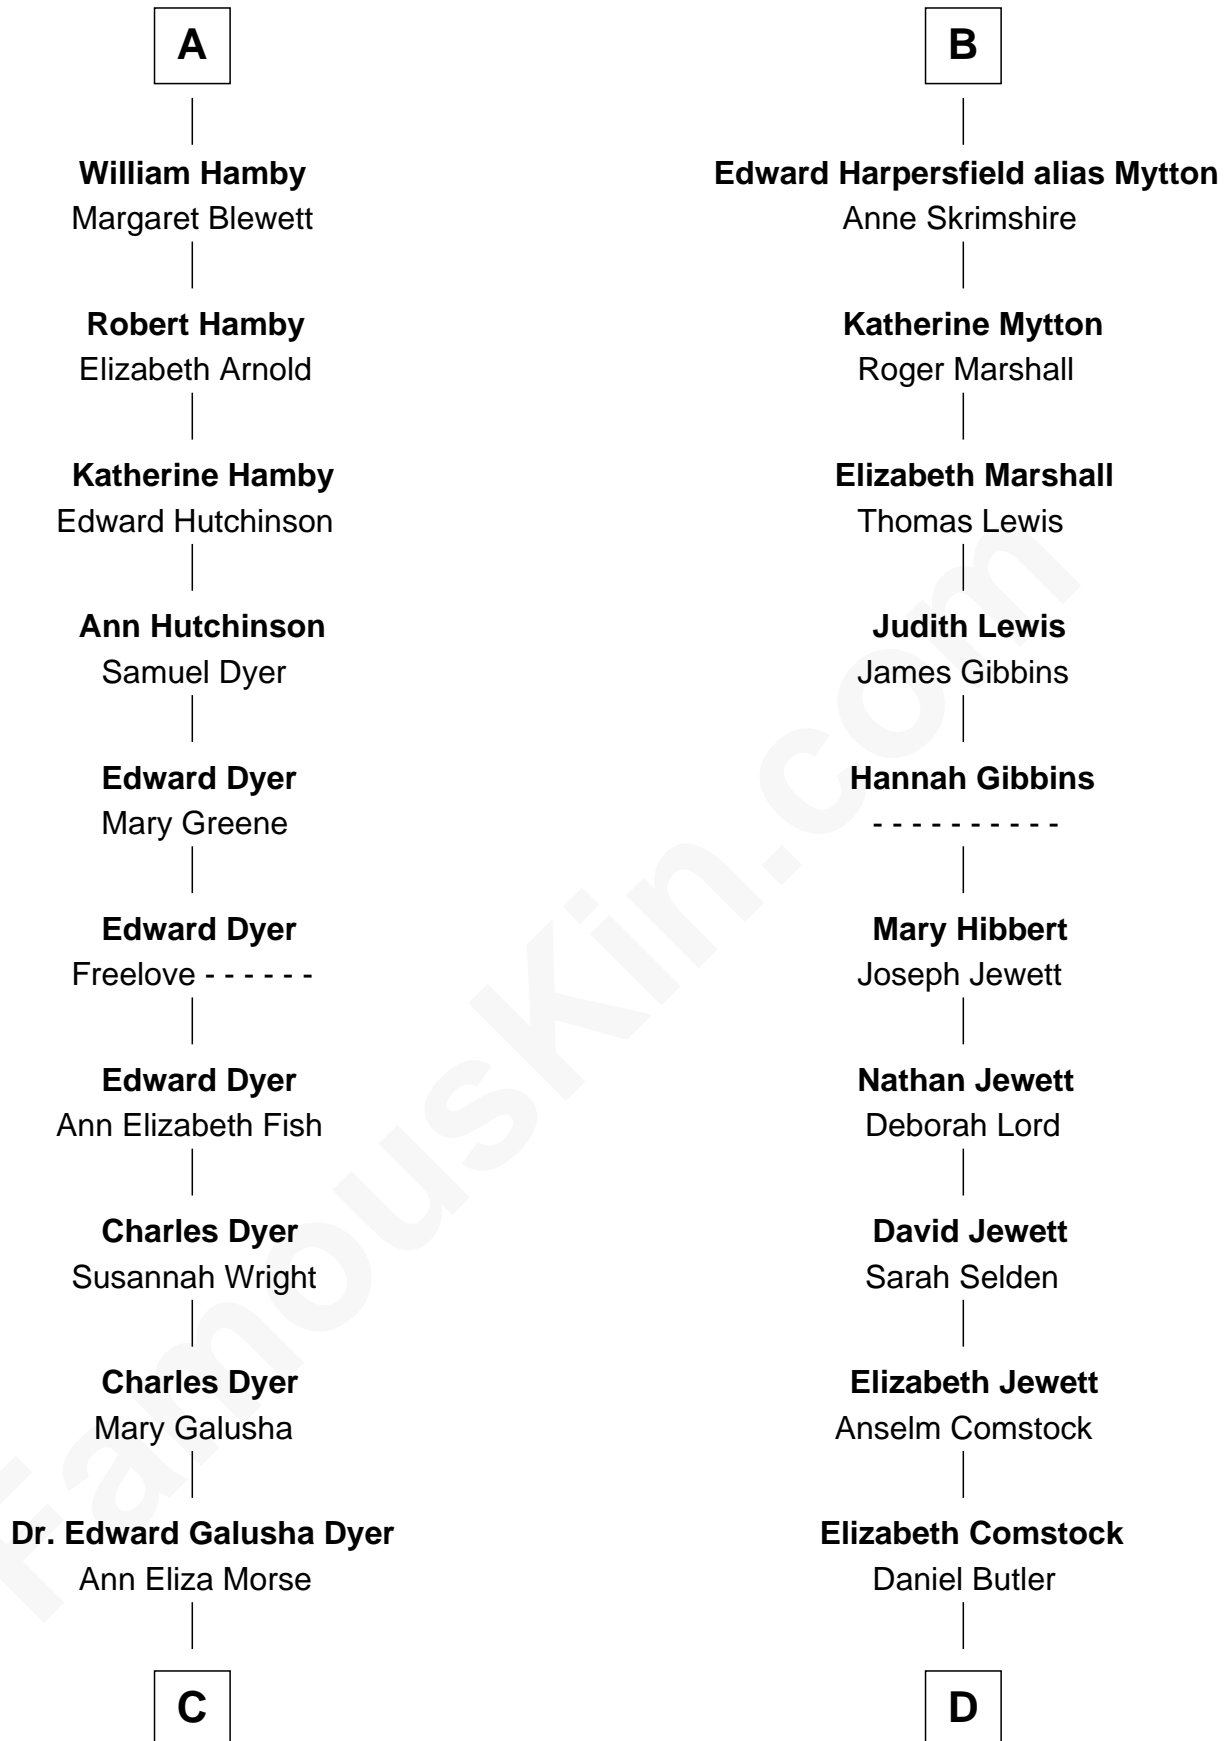 A
William Hamby
Margaret Blewett
Robert Hamby
Elizabeth Arnold
Katherine Hamby
Edward Hutchinson
Ann Hutchinson
Samuel Dyer
Edward Dyer
Mary Greene
Edward Dyer
Freelove - - - - - -
Edward Dyer
Ann Elizabeth Fish
Charles Dyer
Susannah Wright
Charles Dyer
Mary Galusha
Dr. Edward Galusha Dyer
Ann Eliza Morse
C
B
Edward Harpersfield alias Mytton
Anne Skrimshire
Katherine Mytton
Roger Marshall
Elizabeth Marshall
Thomas Lewis
Judith Lewis
James Gibbins
Hannah Gibbins
- - - - - - - - - -
Mary Hibbert
Joseph Jewett
Nathan Jewett
Deborah Lord
David Jewett
Sarah Selden
Elizabeth Jewett
Anselm Comstock
Elizabeth Comstock
Daniel Butler
D
FamousKin.com